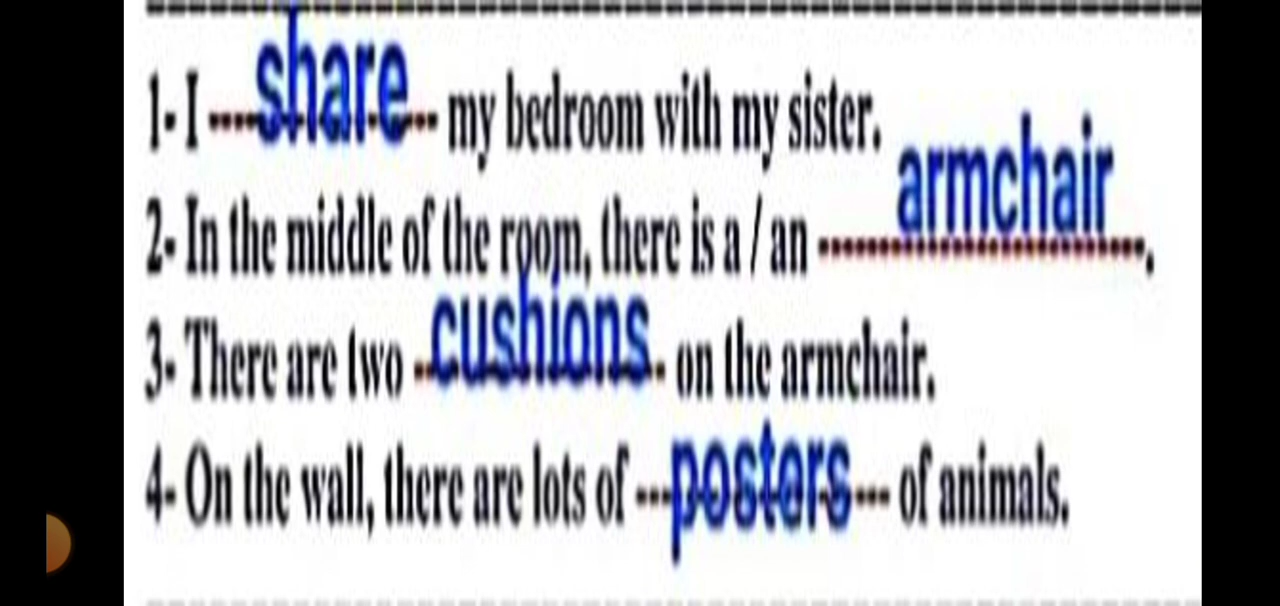 1- I ---share--- my bedroom with my sister.
2- In the middle of the room, there is a / an ---armchair---.
3- There are two -cushions- on the armchair.
4- On the wall, there are lots of ---posters--- of animals.